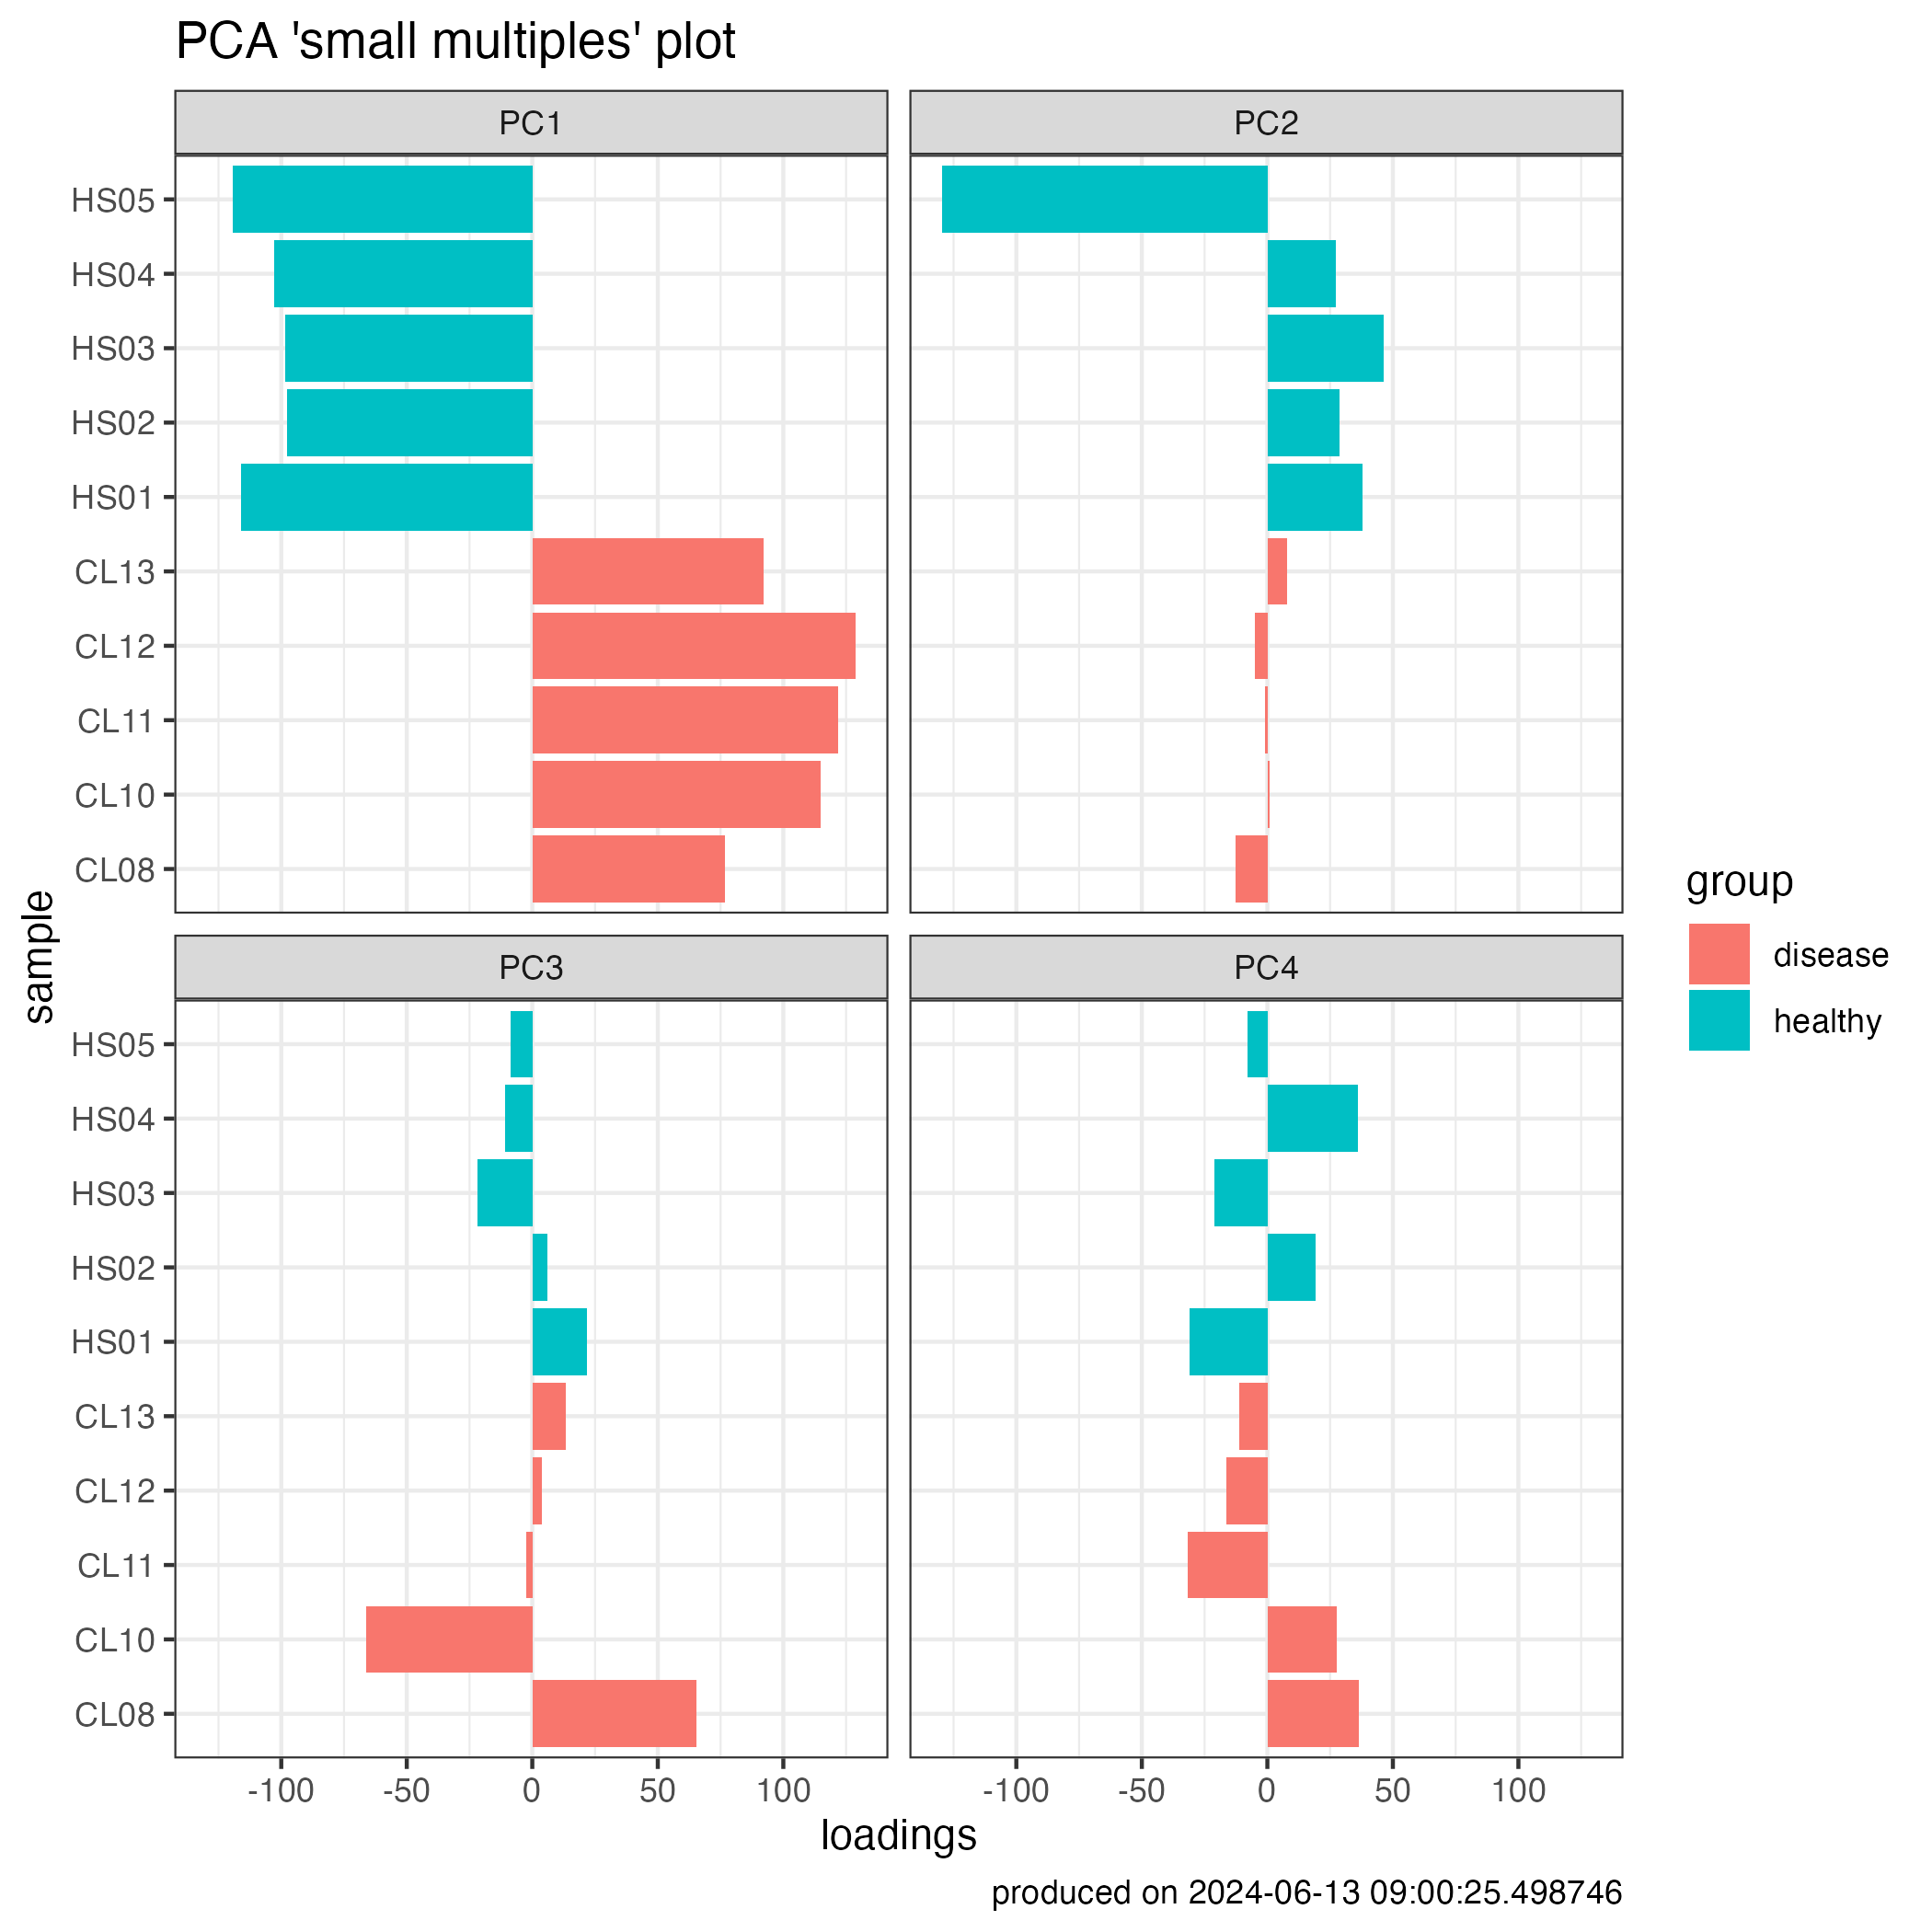 PCA 'small multiples' plot
PC1
PC2
HS05
HS04
HS03
HS02
HS01
CL13
CL12
CL11
CL10
CL08
sample
PC3
PC4
HS05
HS04
HS03
HS02
HS01
CL13
CL12
CL11
CL10
CL08
-100 -50 0 50 100
-100 -50 0 50 100
loadings
group
disease
healthy
produced on 2024-06-13 09:00:25.498746